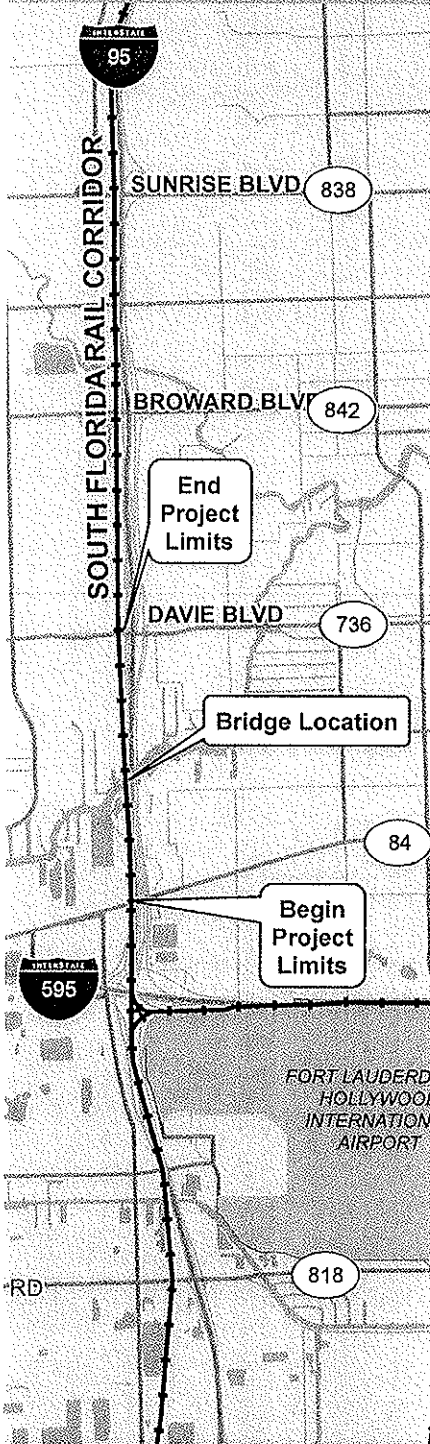 INTERSTATE
95
SOUTH FLORIDA RAIL CORRIDOR
SUNRISE BLVD
838
BROWARD BLV
842
End
Project
Limits
DAVIE BLVD
736
Bridge Location
84
Begin
Project
Limits
INTERSTATE
595
FORT LAUDERD
HOLLYWOO
INTERNATION
AIRPORT
818
RD